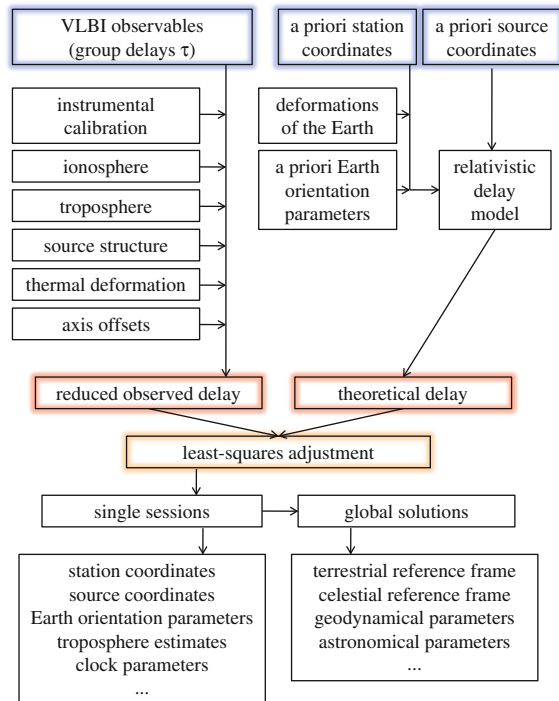 VLBI observables
(group delays τ)
a priori station
coordinates
a priori source
coordinates
instrumental
calibration
ionosphere
troposphere
source structure
thermal deformation
axis offsets
deformations
of the Earth
a priori Earth
orientation
parameters
relativistic
delay
model
reduced observed delay
theoretical delay
least-squares adjustment
single sessions
global solutions
station coordinates
source coordinates
Earth orientation parameters
troposphere estimates
clock parameters
...
terrestrial reference frame
celestial reference frame
geodynamical parameters
astronomical parameters
...